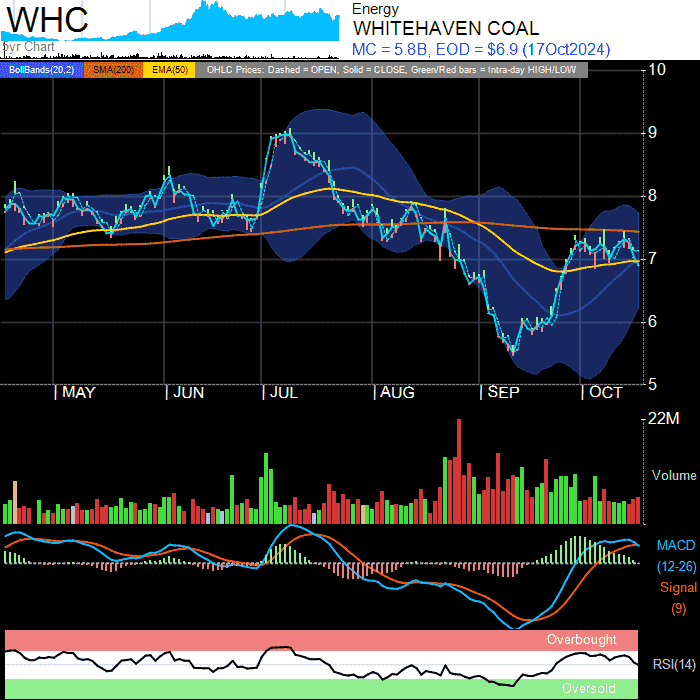 WHC
Energy
WHITEHAVEN COAL
5yr Chart
MC = 5.8B, EOD = $6.9 (17Oct2024)
BollBands(20,2) SMA(200) EMA(50) OHLC Prices: Dashed = OPEN, Solid = CLOSE, Green/Red bars = Intra-day HIGH/LOW
10
9
8
7
6
5
MAY JUN JUL AUG SEP OCT
22M
Volume
MACD
(12-26)
Signal
(9)
Overbought
RSI(14)
Oversold